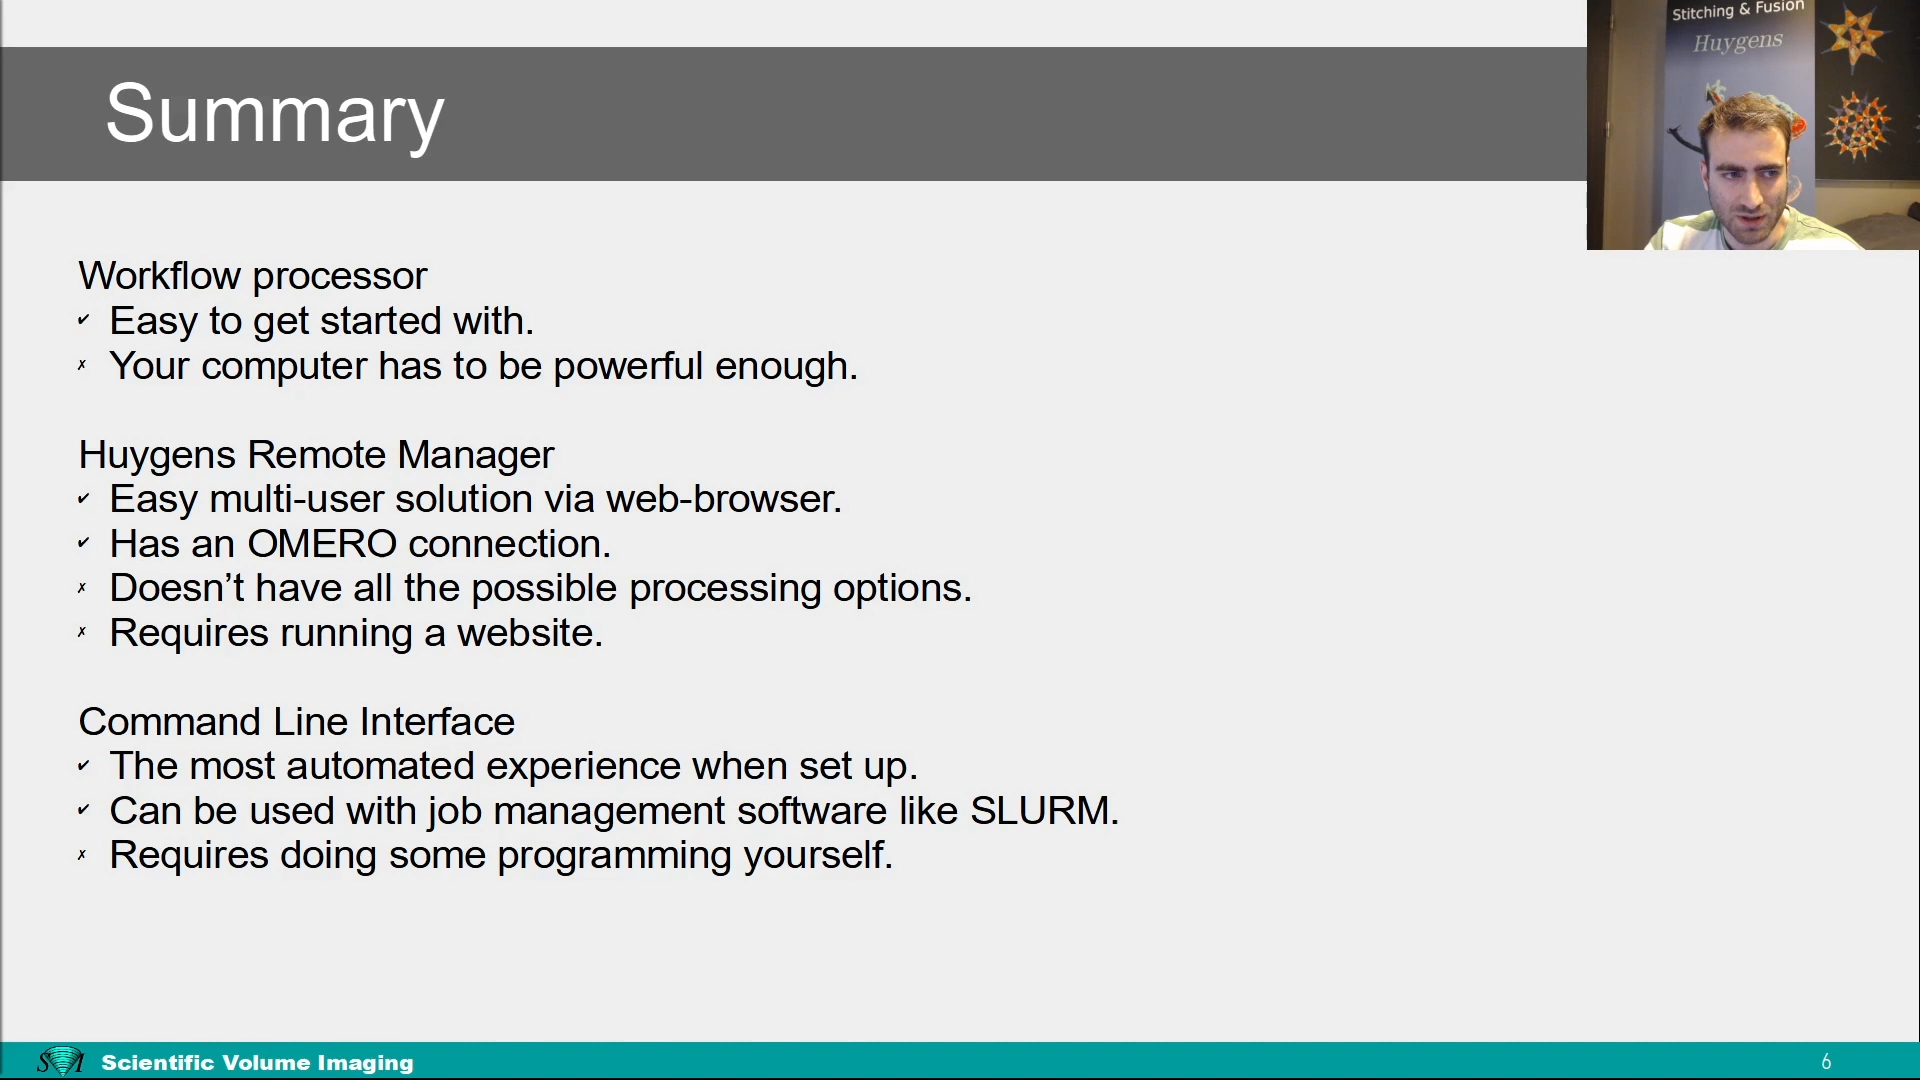 Stitching & Fusion
Huygens
Summary
Workflow processor
✔ Easy to get started with.
✗ Your computer has to be powerful enough.
Huygens Remote Manager
✔ Easy multi-user solution via web-browser.
✔ Has an OMERO connection.
✗ Doesn’t have all the possible processing options.
✗ Requires running a website.
Command Line Interface
✔ The most automated experience when set up.
✔ Can be used with job management software like SLURM.
✗ Requires doing some programming yourself.
SVI Scientific Volume Imaging
6